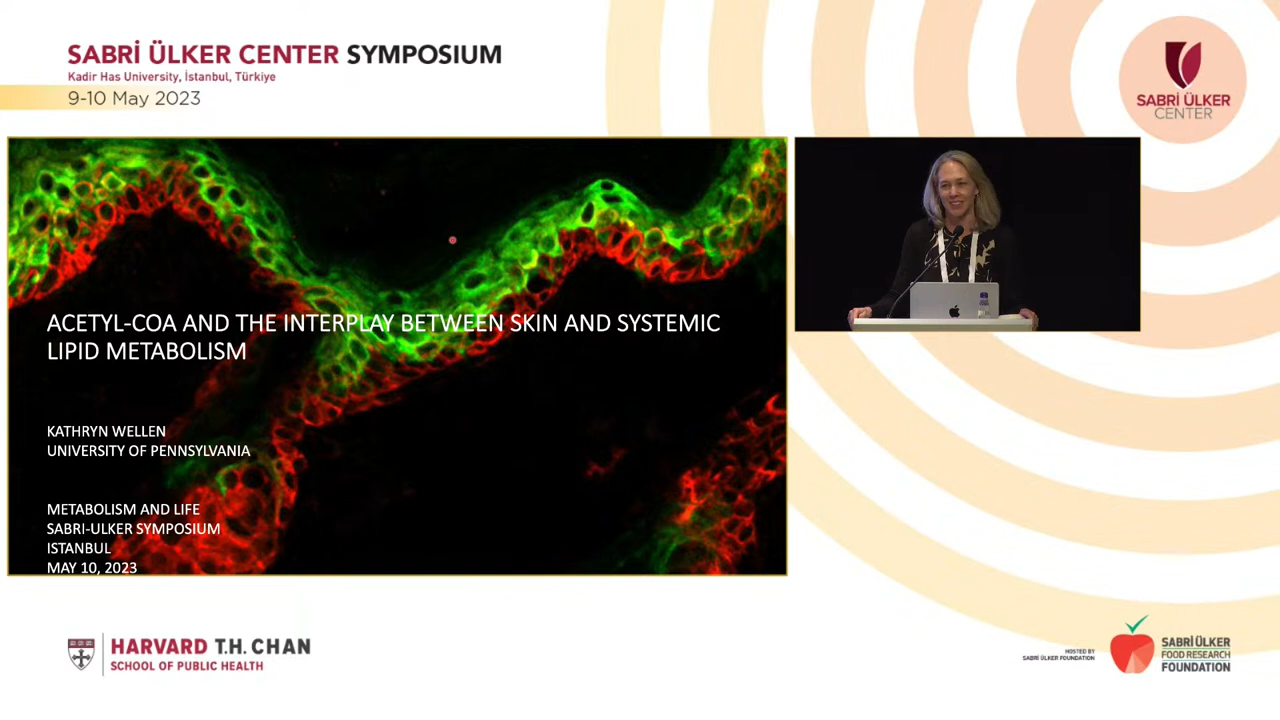 SABRİ ÜLKER CENTER SYMPOSIUM
Kadir Has University, İstanbul, Türkiye
9-10 May 2023
SABRİ ÜLKER
CENTER
ACETYL-COA AND THE INTERPLAY BETWEEN SKIN AND SYSTEMIC
LIPID METABOLISM
KATHRYN WELLEN
UNIVERSITY OF PENNSYLVANIA
METABOLISM AND LIFE
SABRI-ULKER SYMPOSIUM
ISTANBUL
MAY 10, 2023
HARVARD T.H. CHAN
SCHOOL OF PUBLIC HEALTH
HOSTED BY
SABRİ ÜLKER FOUNDATION
SABRİ ÜLKER
FOOD RESEARCH
FOUNDATION